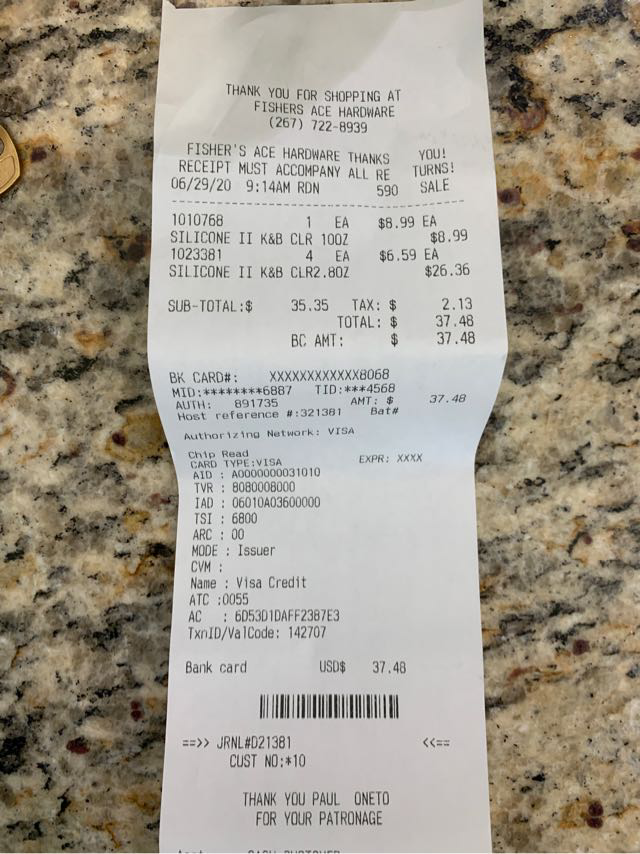 THANK YOU FOR SHOPPING AT
FISHERS ACE HARDWARE
(267) 722-8939
FISHER'S ACE HARDWARE THANKS YOU!
RECEIPT MUST ACCOMPANY ALL RE TURNS!
06/29/20 9:14AM RDN 590 SALE
1010768 1 EA $8.99 EA
SILICONE II K&B CLR 10OZ $8.99
1023381 4 EA $6.59 EA
SILICONE II K&B CLR2.8OZ $26.36
SUB-TOTAL:$ 35.35 TAX: $ 2.13
TOTAL: $ 37.48
BC AMT: $ 37.48
BK CARD#: XXXXXXXXXXXX8068
MID:********6887 TID:***4568
AUTH: 891735 AMT: $ 37.48
Host reference #:321381 Bat#
Authorizing Network: VISA
Chip Read
CARD TYPE:VISA EXPR: XXXX
AID : A0000000031010
TVR : 8080008000
IAD : 06010A03600000
TSI : 6800
ARC : 00
MODE : Issuer
CVM :
Name : Visa Credit
ATC :0055
AC : 6D53D1DAFF2387E3
TxnID/ValCode: 142707
Bank card USD$ 37.48
==>> JRNL#D21381 <<==
CUST NO:*10
THANK YOU PAUL ONETO
FOR YOUR PATRONAGE